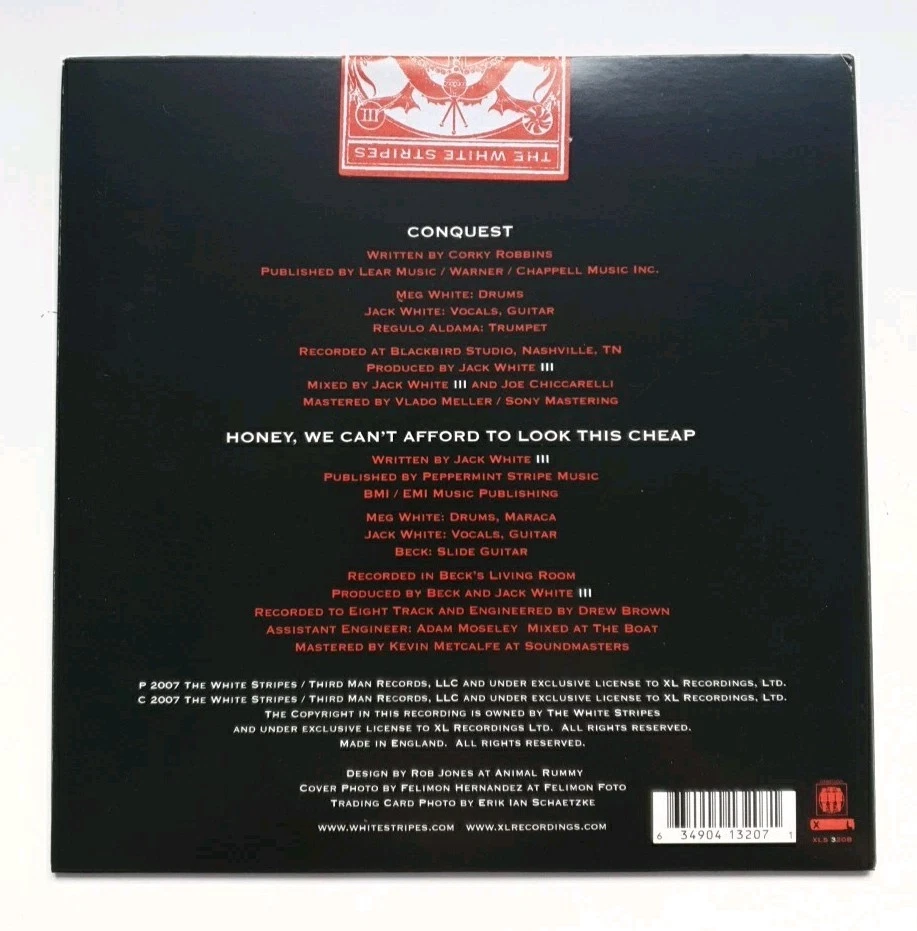 III
THE WHITE STRIPES
CONQUEST
WRITTEN BY CORKY ROBBINS
PUBLISHED BY LEAR MUSIC / WARNER / CHAPPELL MUSIC INC.
MEG WHITE: DRUMS
JACK WHITE: VOCALS, GUITAR
REGULO ALDAMA: TRUMPET
RECORDED AT BLACKBIRD STUDIO, NASHVILLE, TN
PRODUCED BY JACK WHITE III
MIXED BY JACK WHITE III AND JOE CHICCARELLI
MASTERED BY VLADO MELLER / SONY MASTERING
HONEY, WE CAN'T AFFORD TO LOOK THIS CHEAP
WRITTEN BY JACK WHITE III
PUBLISHED BY PEPPERMINT STRIPE MUSIC
BMI / EMI MUSIC PUBLISHING
MEG WHITE: DRUMS, MARACA
JACK WHITE: VOCALS, GUITAR
BECK: SLIDE GUITAR
RECORDED IN BECK'S LIVING ROOM
PRODUCED BY BECK AND JACK WHITE III
RECORDED TO EIGHT TRACK AND ENGINEERED BY DREW BROWN
ASSISTANT ENGINEER: ADAM MOSELEY MIXED AT THE BOAT
MASTERED BY KEVIN METCALFE AT SOUNDMASTERS
P 2007 THE WHITE STRIPES / THIRD MAN RECORDS, LLC AND UNDER EXCLUSIVE LICENSE TO XL RECORDINGS, LTD.
C 2007 THE WHITE STRIPES / THIRD MAN RECORDS, LLC AND UNDER EXCLUSIVE LICENSE TO XL RECORDINGS, LTD.
THE COPYRIGHT IN THIS RECORDING IS OWNED BY THE WHITE STRIPES
AND UNDER EXCLUSIVE LICENSE TO XL RECORDINGS LTD. ALL RIGHTS RESERVED.
MADE IN ENGLAND. ALL RIGHTS RESERVED.
DESIGN BY ROB JONES AT ANIMAL RUMMY
COVER PHOTO BY FELIMON HERNANDEZ AT FELIMON FOTO
TRADING CARD PHOTO BY ERIK IAN SCHAETZKE
WWW.WHITESTRIPES.COM WWW.XLRECORDINGS.COM
6 34904 13207 1
X L